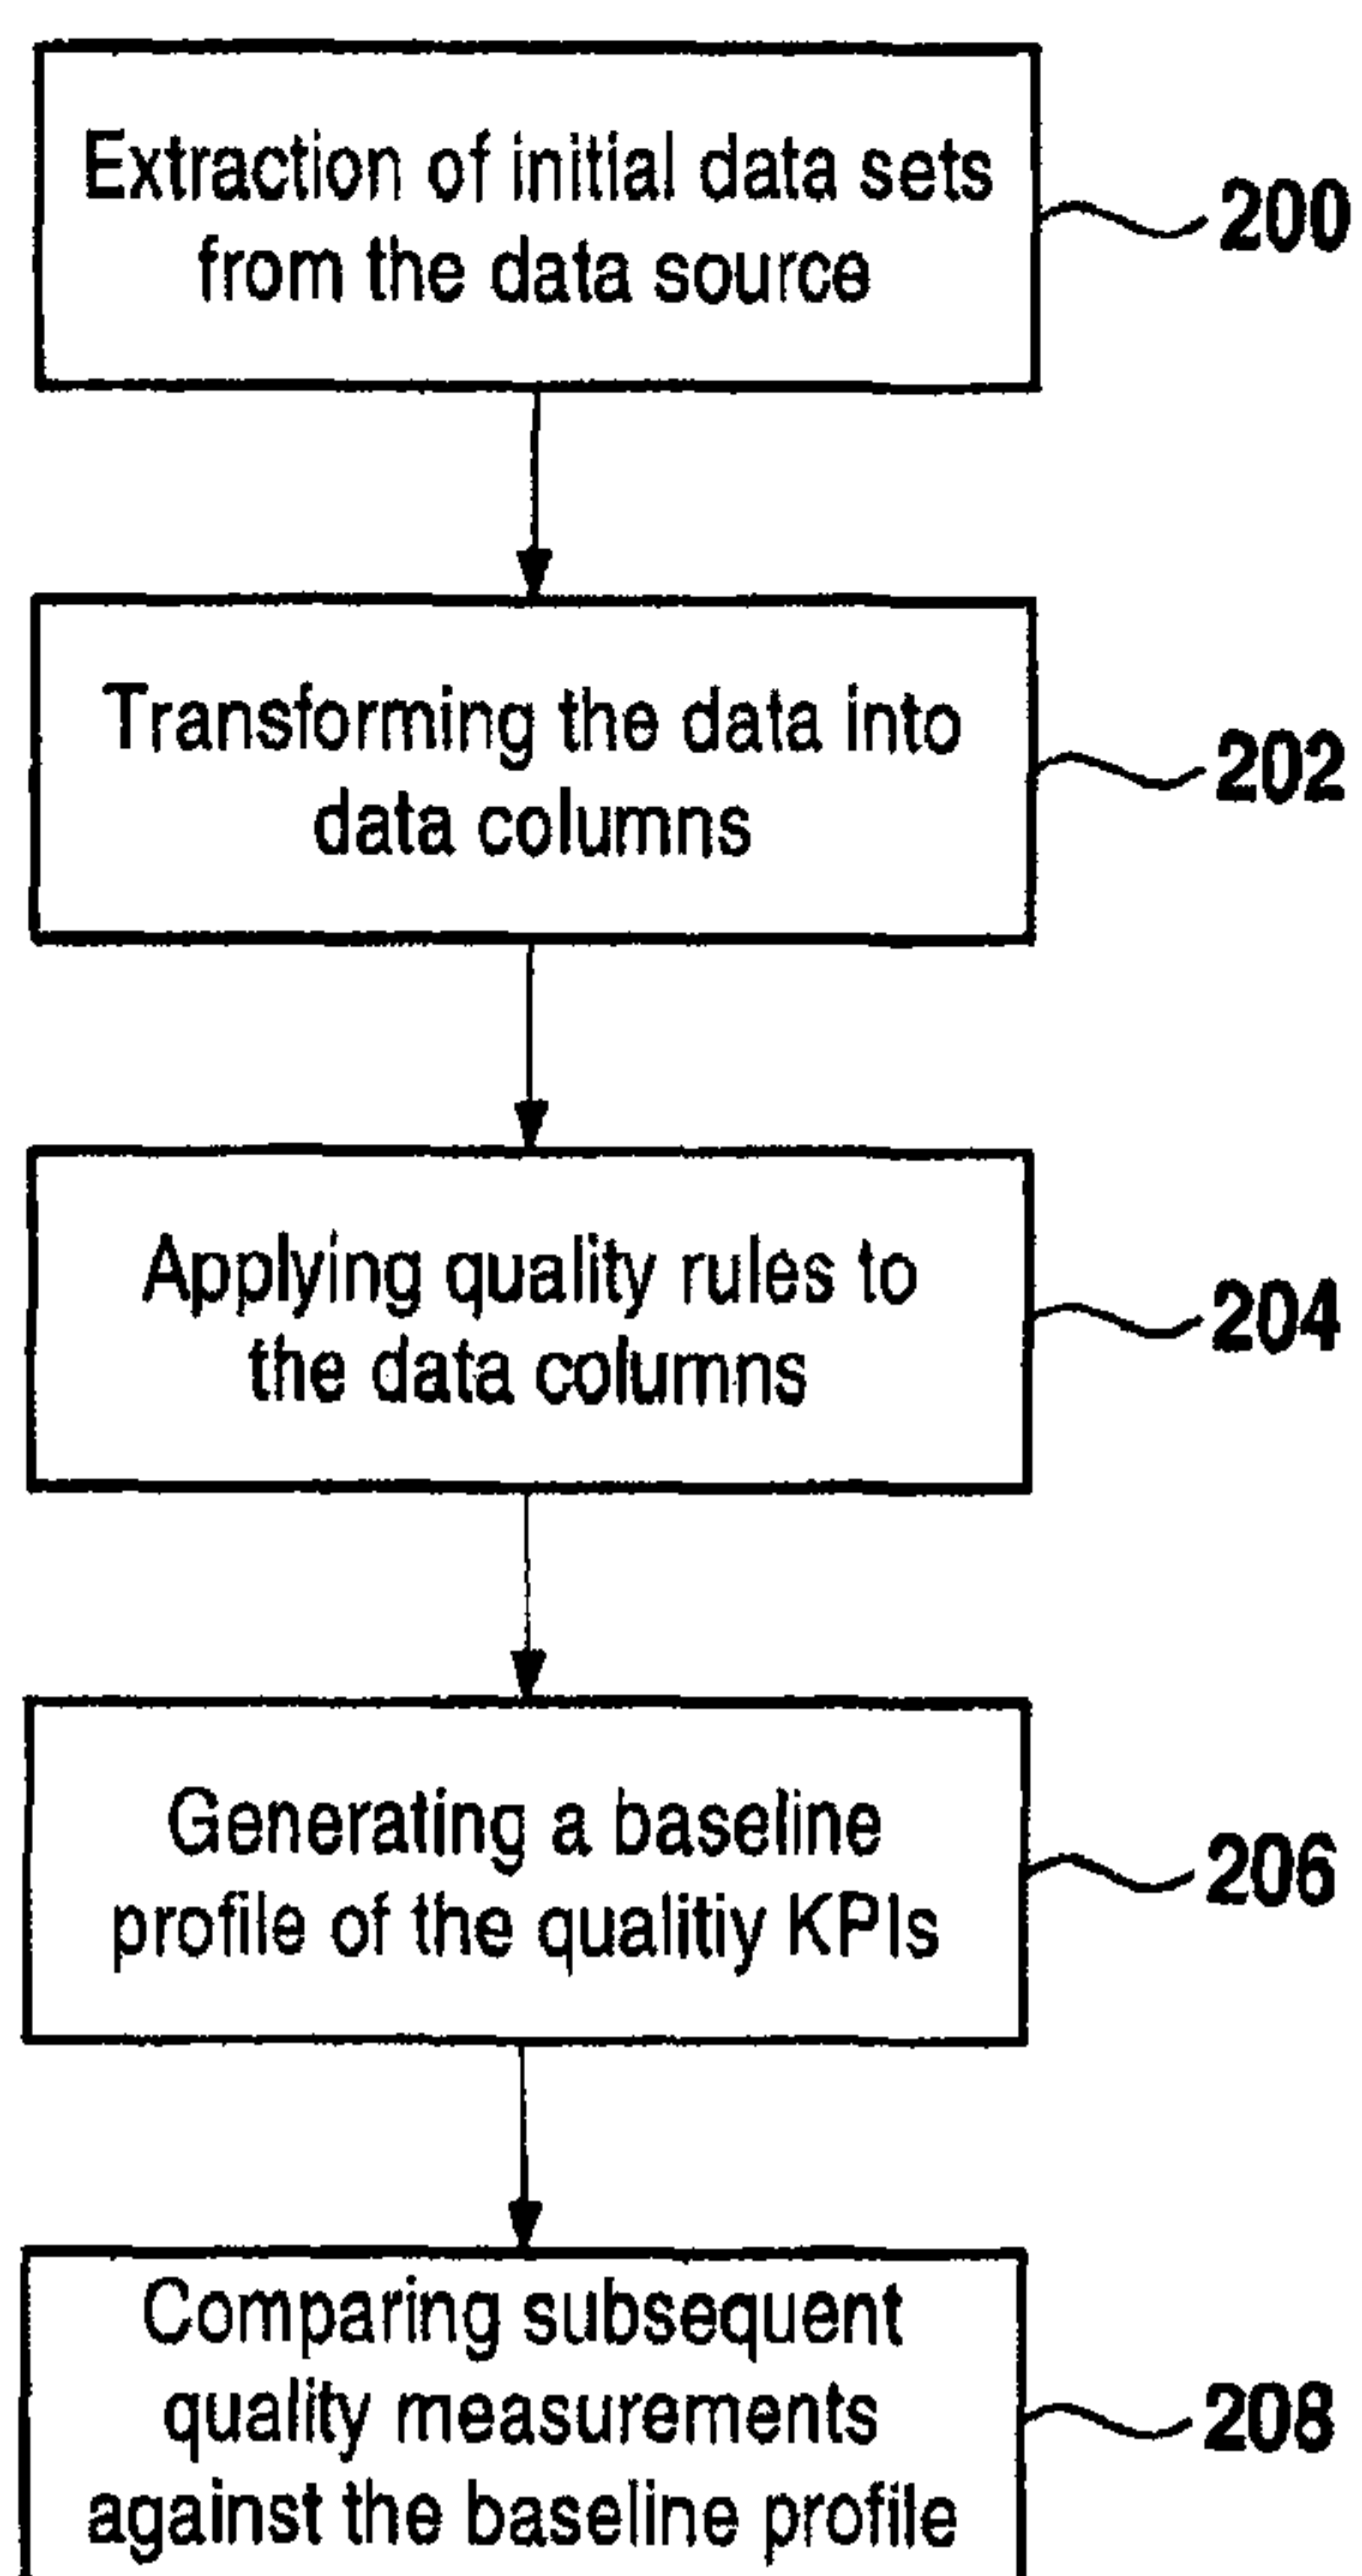 Extraction of initial data sets
from the data source
200
Transforming the data into
data columns
202
Applying quality rules to
the data columns
204
Generating a baseline
profile of the qualitiy KPIs
206
Comparing subsequent
quality measurements
against the baseline profile
208